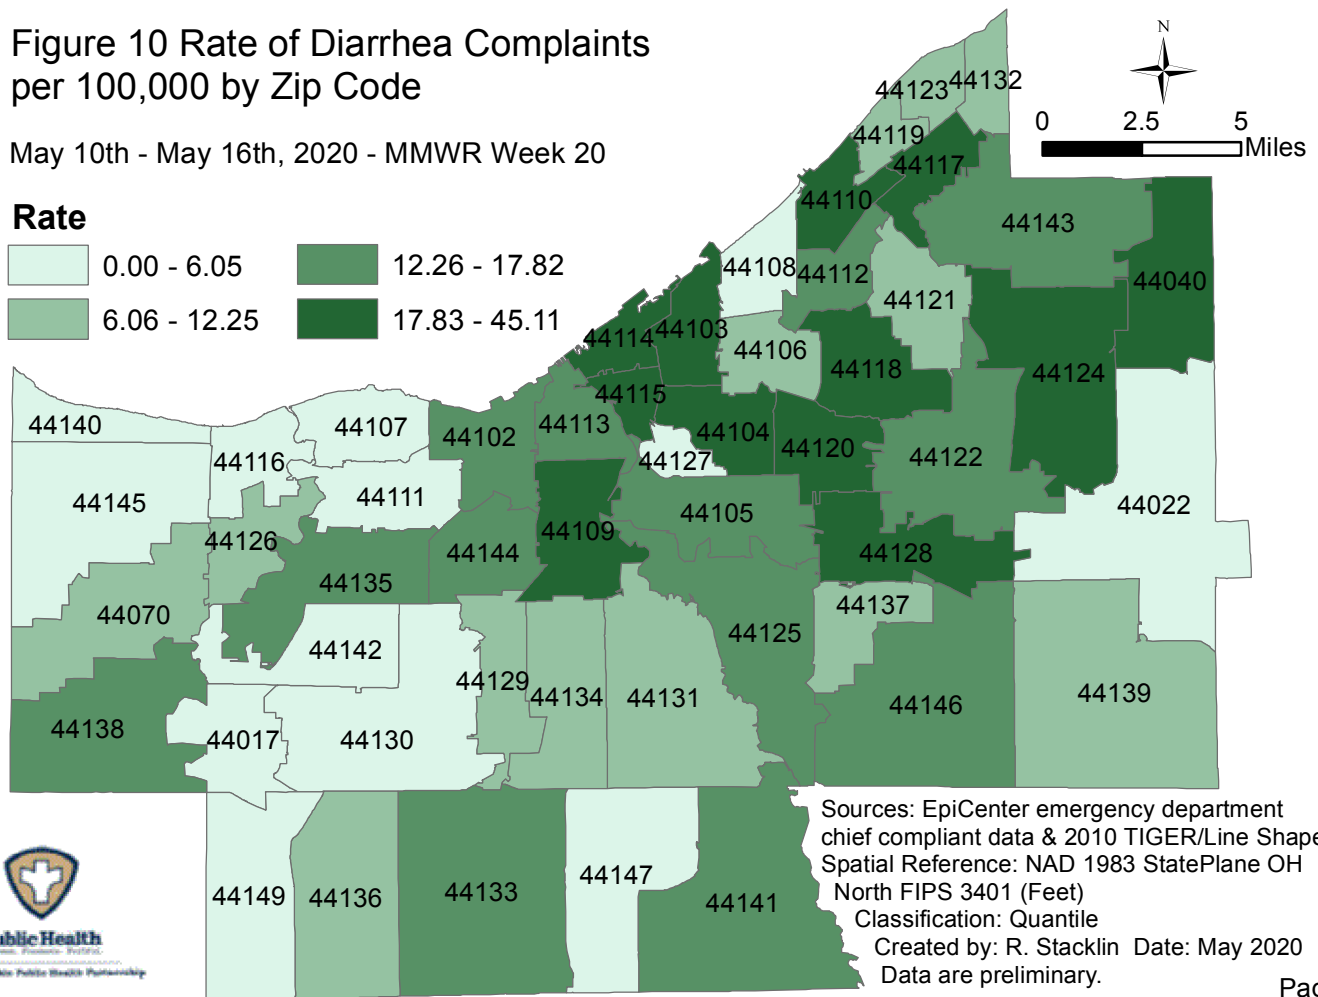 Figure 10 Rate of Diarrhea Complaints
per 100,000 by Zip Code
May 10th - May 16th, 2020 - MMWR Week 20
Rate
0.00 - 6.05
12.26 - 17.82
6.06 - 12.25
17.83 - 45.11
N
0 2.5 5
Miles
44123
44132
44119
44117
44110
44143
44108
44112
44040
44121
44114
44103
44106
44118
44124
44115
44140
44107
44102
44113
44104
44120
44116
44127
44122
44145
44111
44105
44022
44126
44109
44144
44128
44135
44070
44137
44125
44142
44129
44134
44131
44139
44146
44138
44017
44130
44149
44136
44133
44147
44141
Sources: EpiCenter emergency department
chief compliant data & 2010 TIGER/Line Shape
Spatial Reference: NAD 1983 StatePlane OH
North FIPS 3401 (Feet)
Classification: Quantile
Created by: R. Stacklin Date: May 2020
Data are preliminary.
ublic Health
Public Health Partnership
Pac